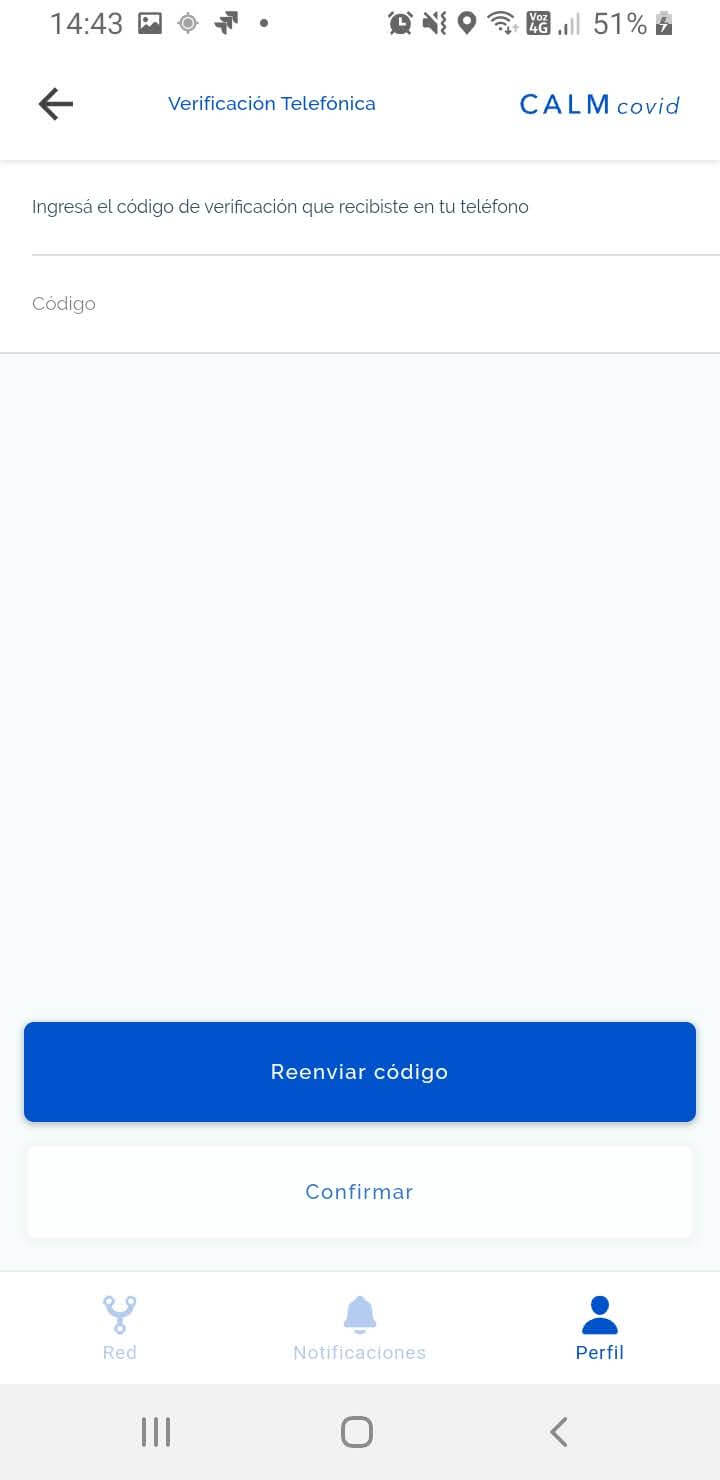 14:43
Voz 4G
51%
Verificación Telefónica
CALM covid
Ingresá el código de verificación que recibiste en tu teléfono
Código
Reenviar código
Confirmar
Red
Notificaciones
Perfil